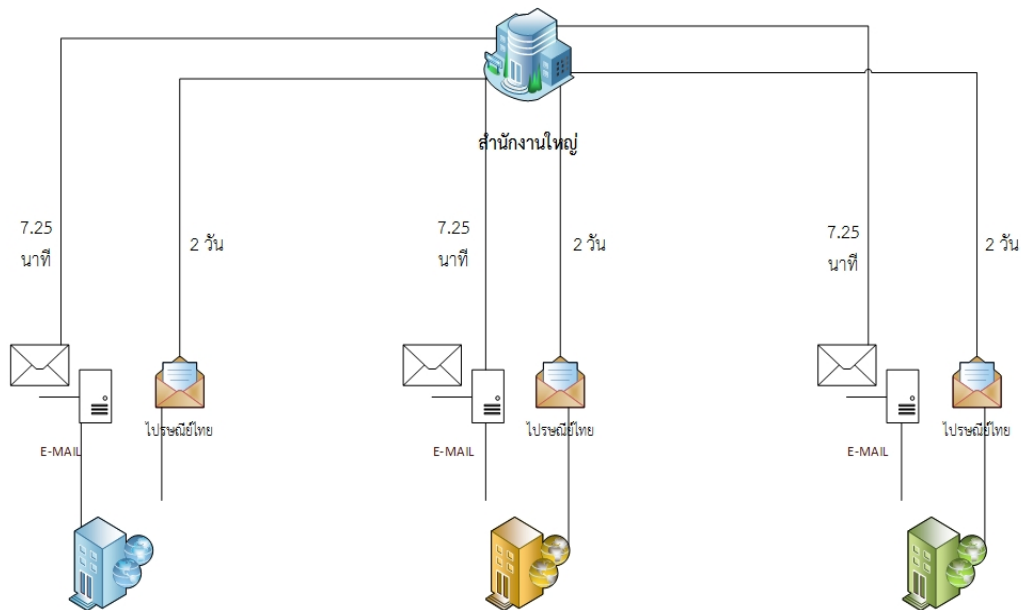 สำนักงานใหญ่
7.25
นาที
2 วัน
7.25
นาที
2 วัน
7.25
นาที
2 วัน
ไปรษณีย์ไทย
E-MAIL
ไปรษณีย์ไทย
E-MAIL
ไปรษณีย์ไทย
E-MAIL